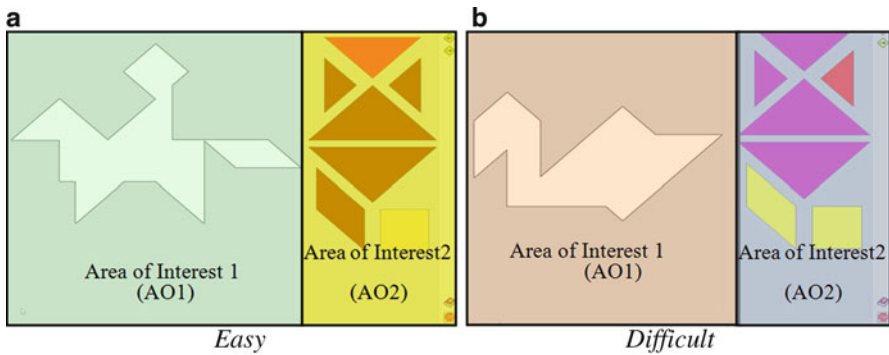 a
b
Area of Interest 1
(AO1)
Area of Interest2
(AO2)
Area of Interest 1
(AO1)
Area of Interest2
(AO2)
Easy
Difficult